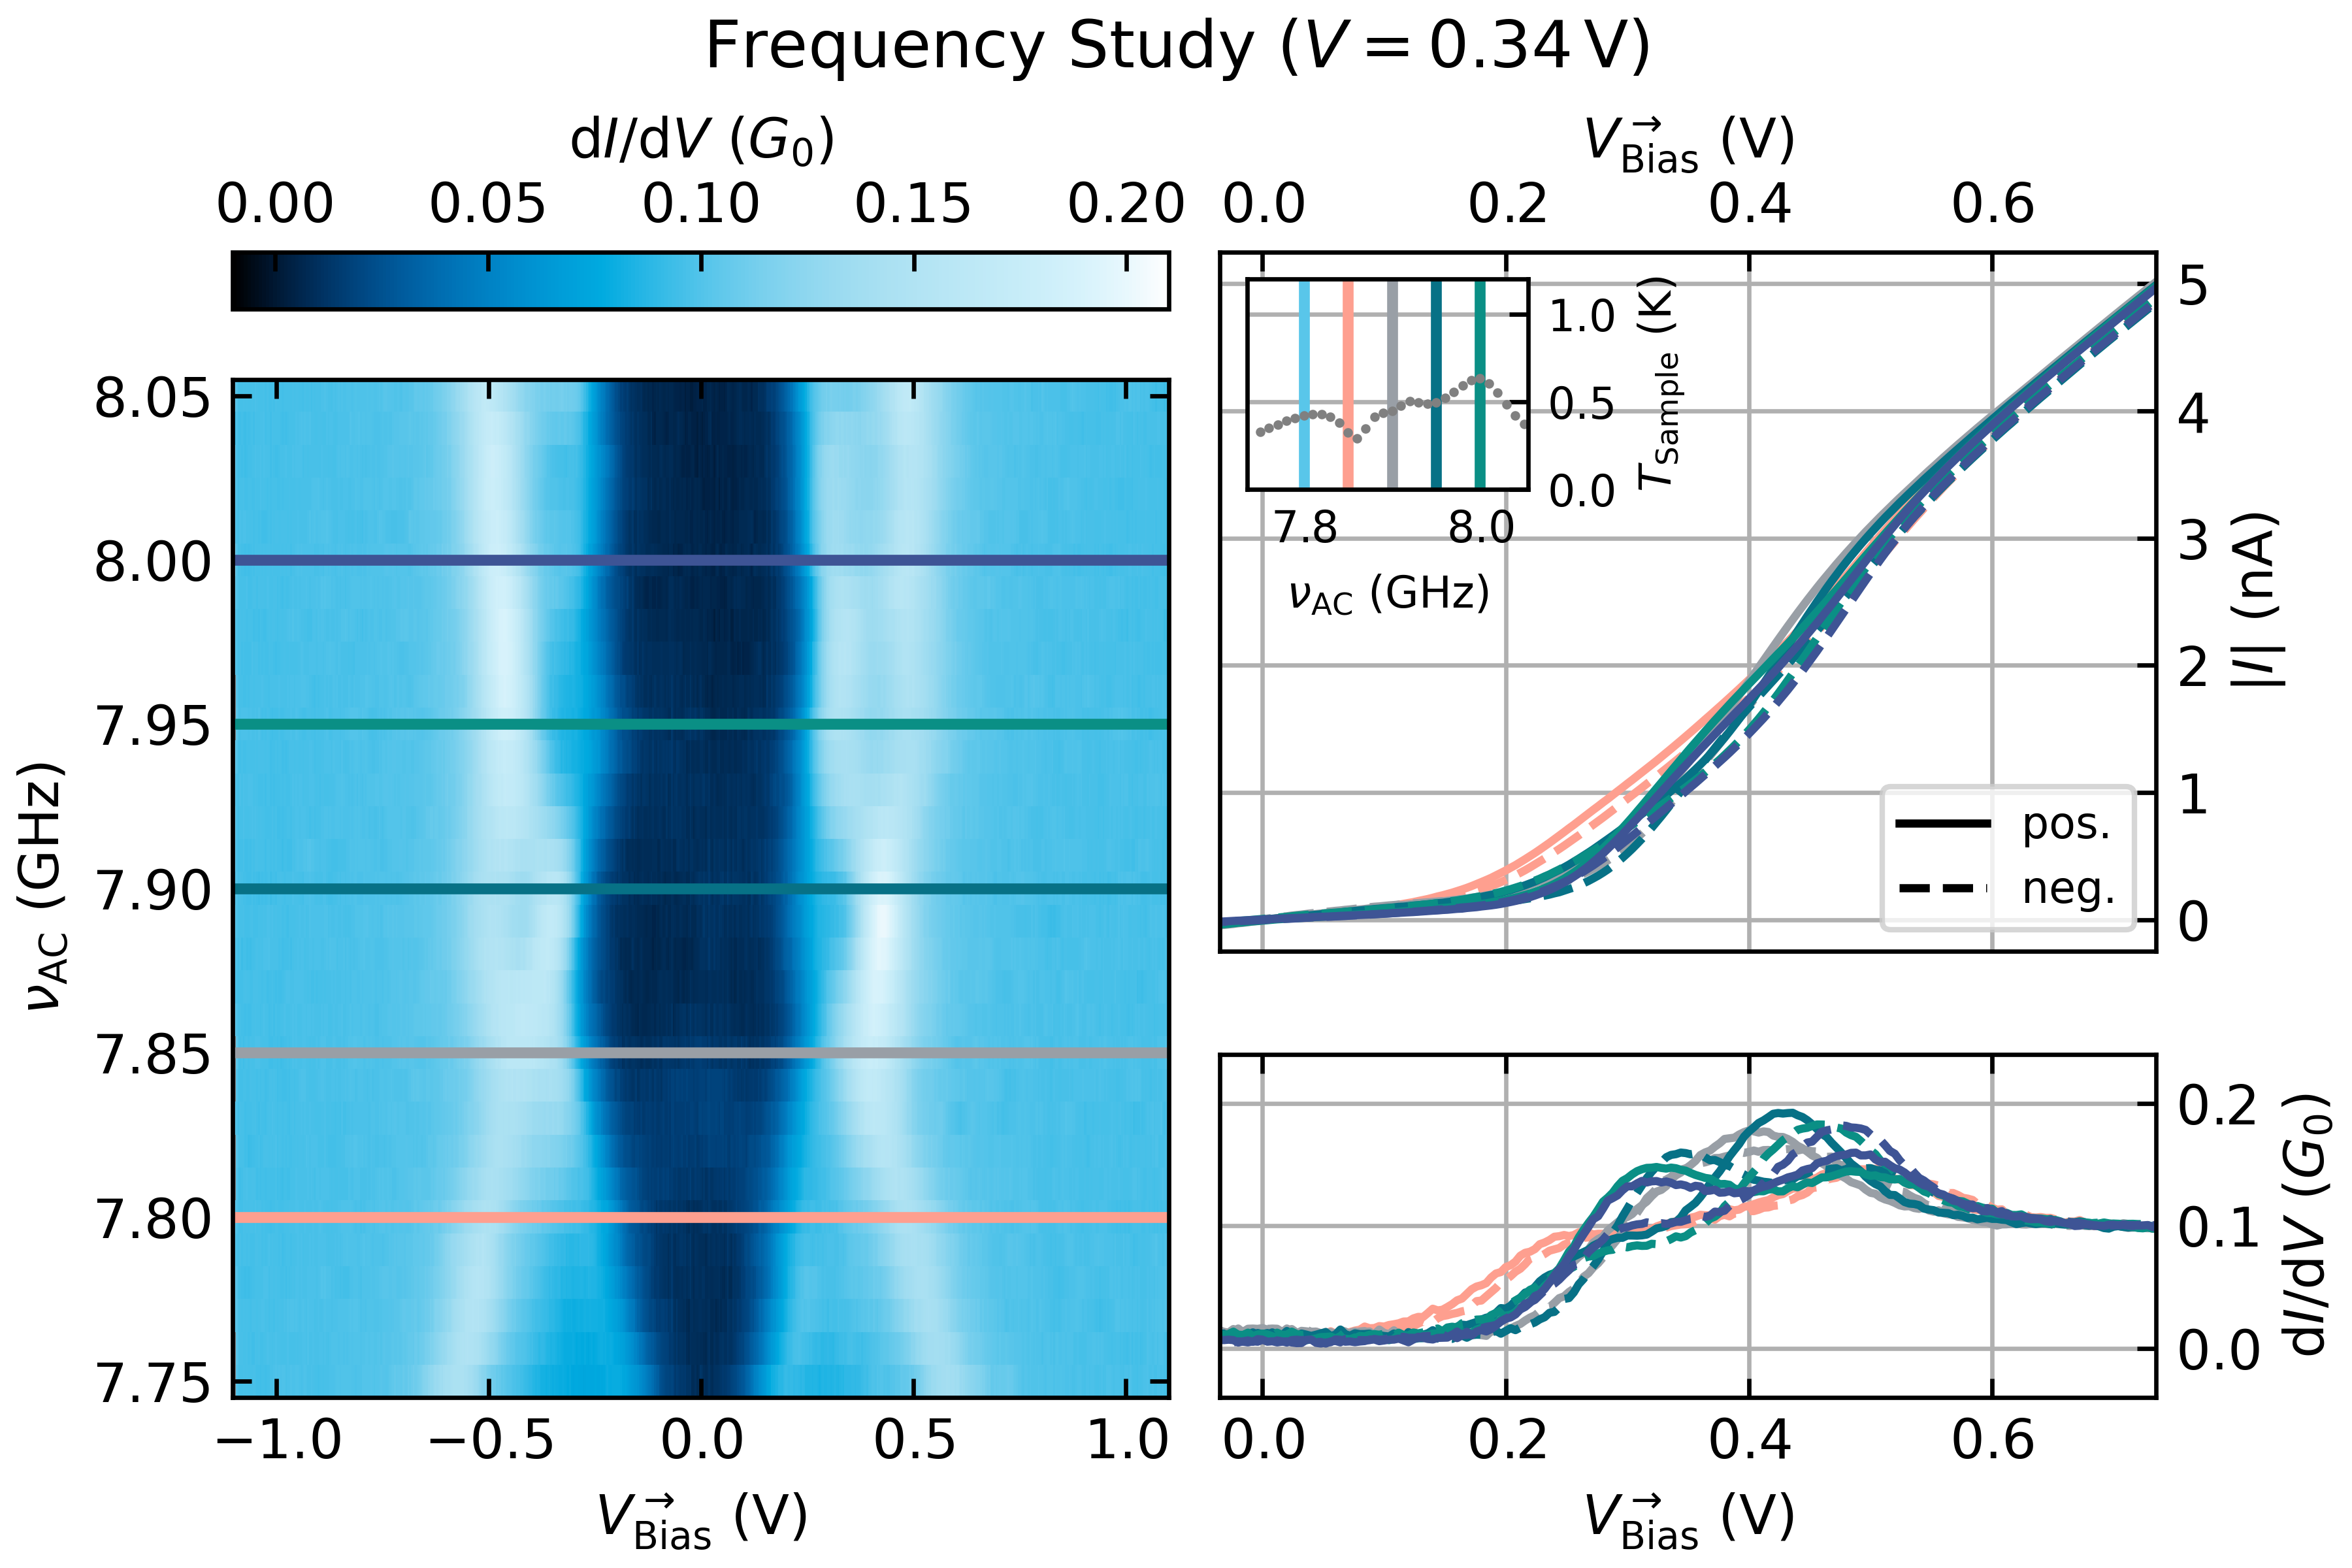 Frequency Study (V = 0.34 V)
dI/dV (G₀)
0.00 0.05 0.10 0.15 0.20
V→Bias (V)
0.0 0.2 0.4 0.6
8.05
8.00
7.95
7.90
7.85
7.80
7.75
νAC (GHz)
−1.0 −0.5 0.0 0.5 1.0
V→Bias (V)
1.0
0.5
0.0
TSample (K)
7.8 8.0
νAC (GHz)
5
4
3
2
1
0
|I| (nA)
pos.
neg.
0.2
0.1
0.0
dI/dV (G₀)
0.0 0.2 0.4 0.6
V→Bias (V)